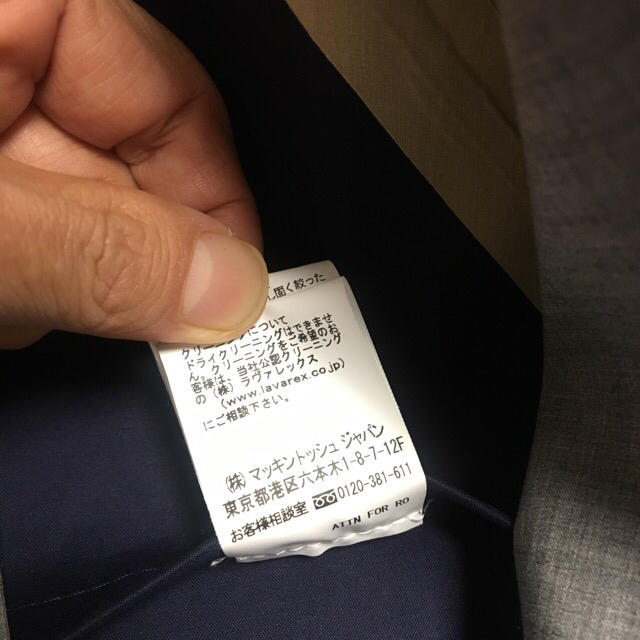 し固く絞った
クリーニングについて
ドライクリーニングはできませ
ん。クリーニングをご希望のお
客様は、当社公認クリーニング
の(株)ラヴァレックス
(www.lavarex.co.jp)
にご相談下さい。
(株)マッキントッシュ ジャパン
東京都港区六本木1-8-7-12F
お客様相談室 0120-381-611
ATTN FOR RO